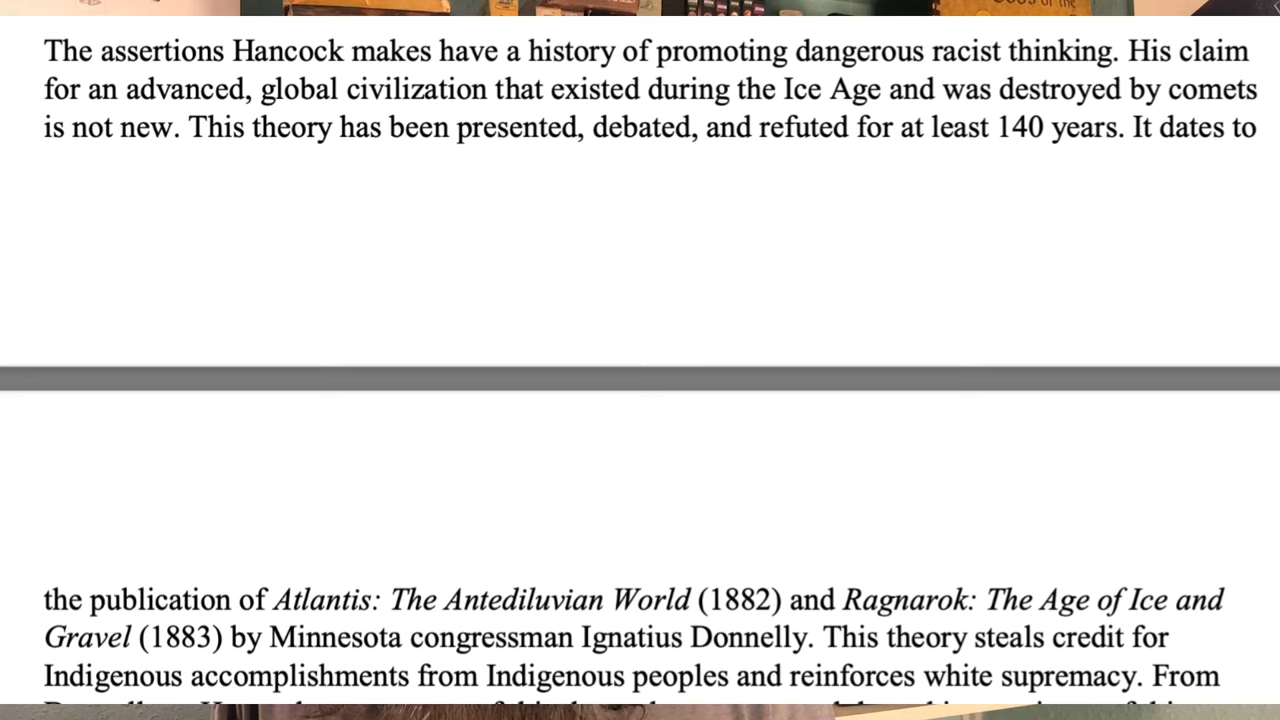 of the
The assertions Hancock makes have a history of promoting dangerous racist thinking. His claim
for an advanced, global civilization that existed during the Ice Age and was destroyed by comets
is not new. This theory has been presented, debated, and refuted for at least 140 years. It dates to
the publication of Atlantis: The Antediluvian World (1882) and Ragnarok: The Age of Ice and
Gravel (1883) by Minnesota congressman Ignatius Donnelly. This theory steals credit for
Indigenous accomplishments from Indigenous peoples and reinforces white supremacy. From